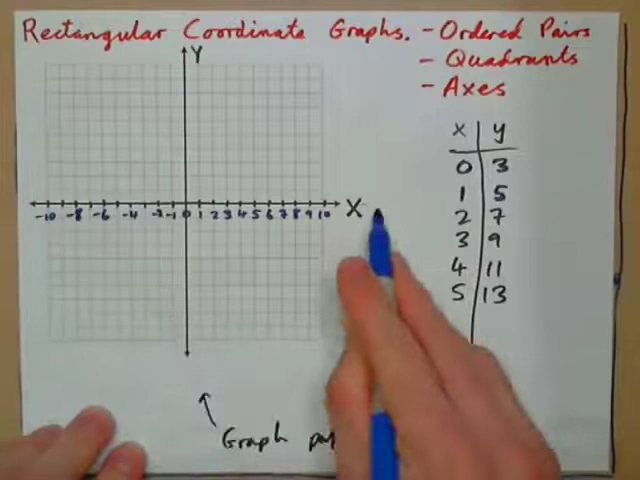 Rectangular Coordinate Graphs. - Ordered Pairs
- Quadrants
- Axes
Y
X
-10 -8 -6 -4 -2 -1 0 1 2 3 4 5 6 7 8 9 10
x y
0 3
1 5
2 7
3 9
4 11
5 13
Graph